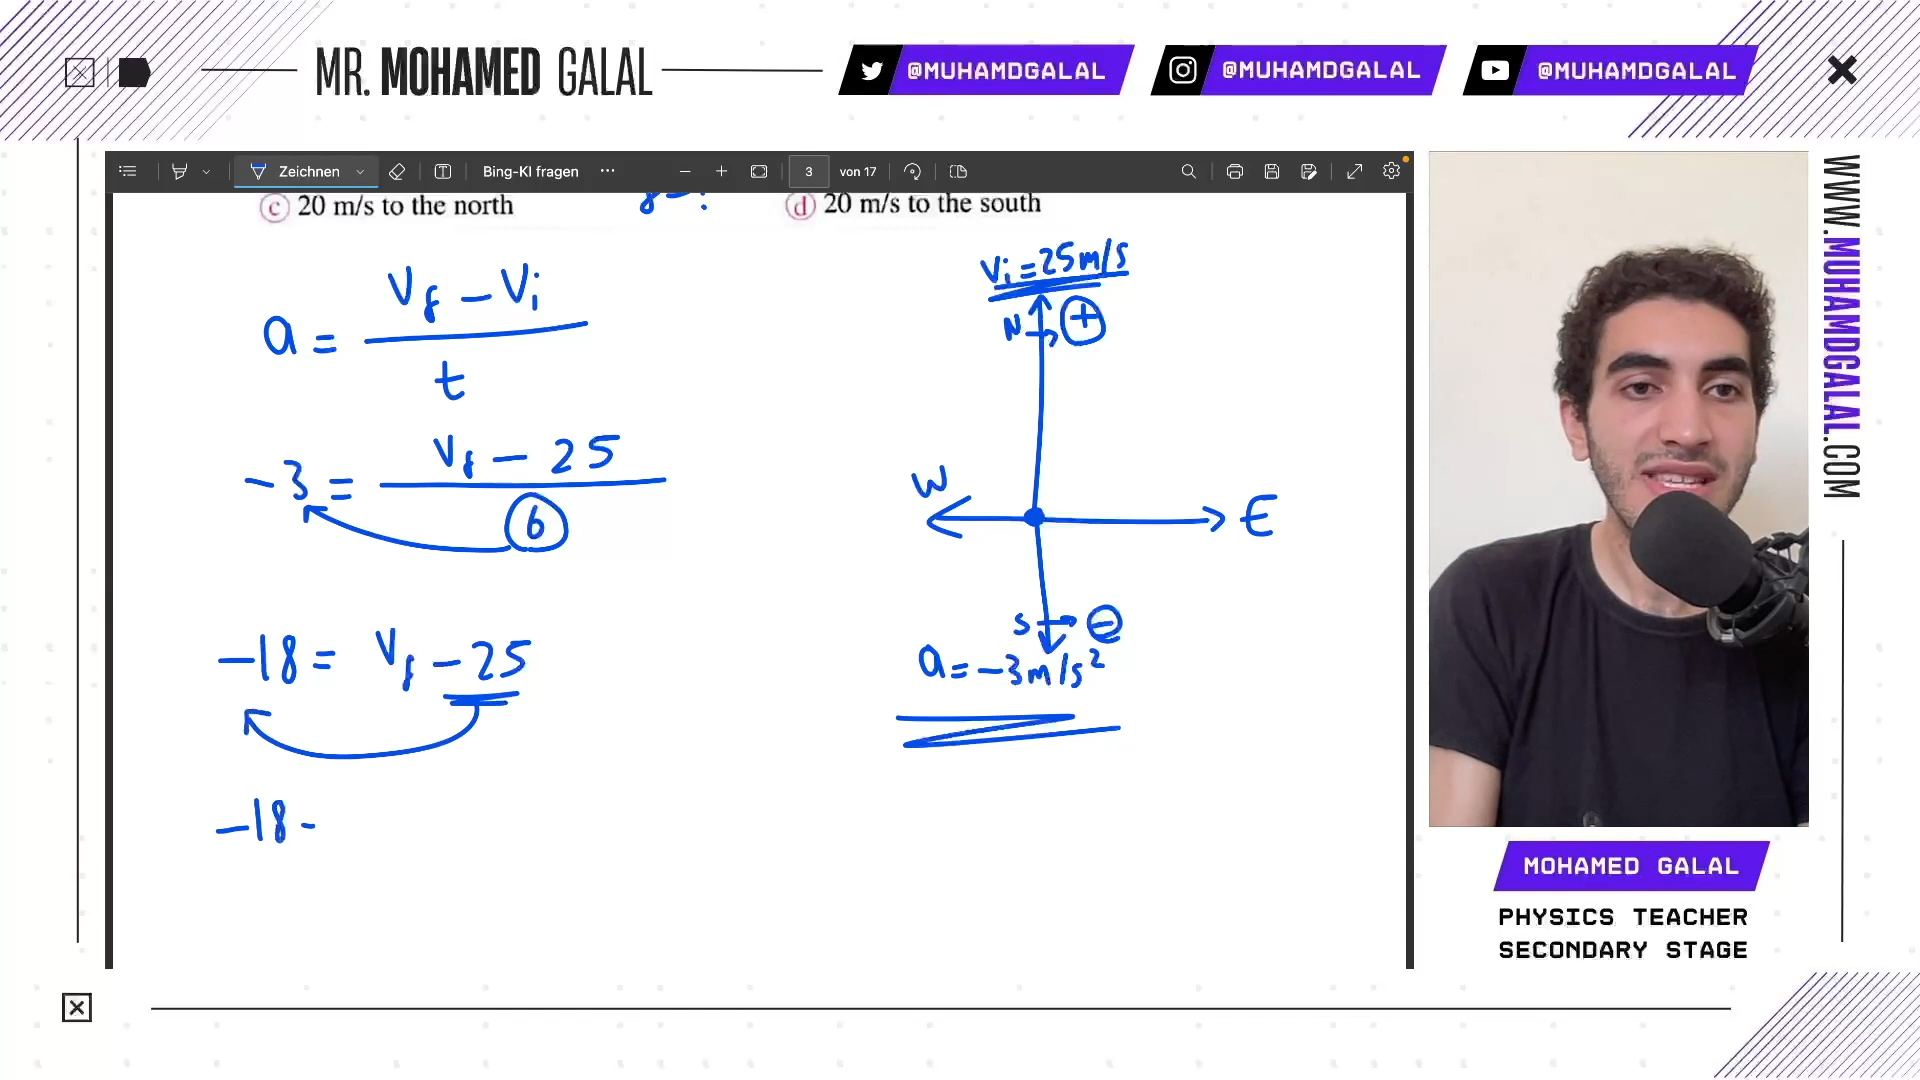 MR. MOHAMED GALAL
@MUHAMDGALAL
@MUHAMDGALAL
@MUHAMDGALAL
Zeichnen
Bing-KI fragen
3
von 17
c 20 m/s to the north
d 20 m/s to the south
a = Vf - Vi / t
-3 = Vf - 25 / 6
-18 = Vf - 25
-18 -
Vi = 25 m/s
N +
W
E
S -
a = -3 m/s²
WWW.MUHAMDGALAL.COM
MOHAMED GALAL
PHYSICS TEACHER
SECONDARY STAGE